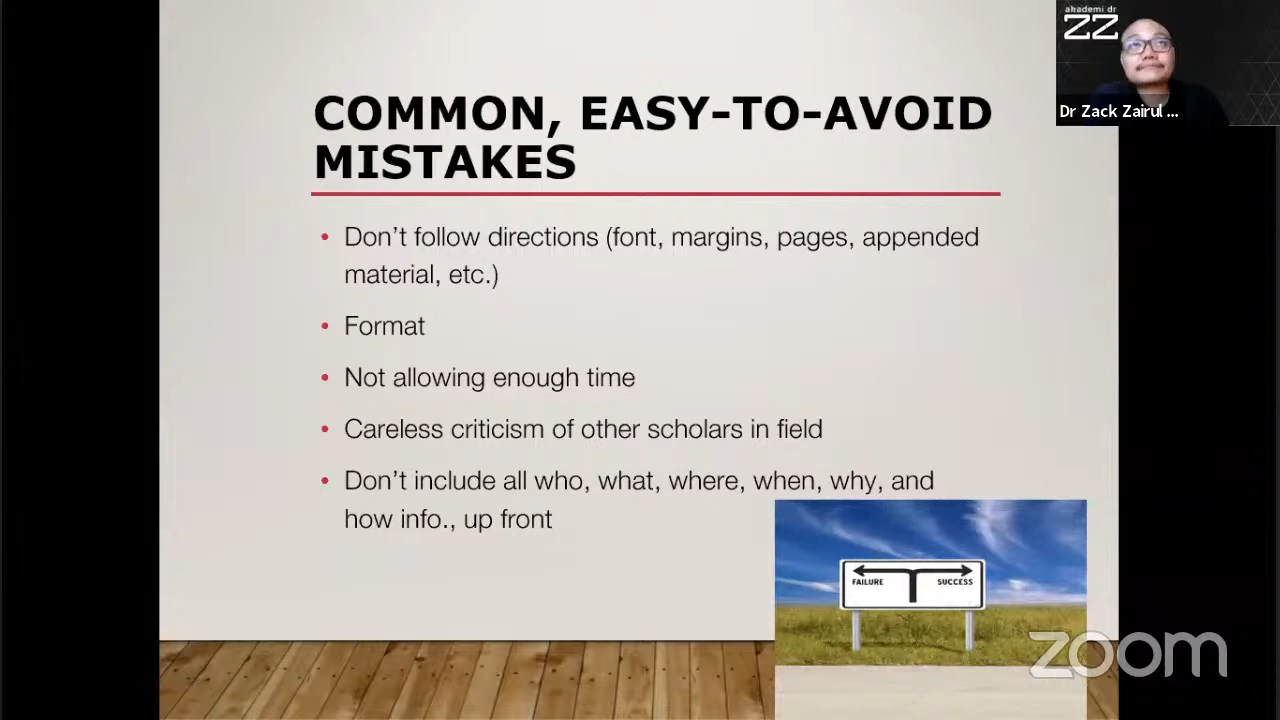 akademi dr
ZZ
Dr Zack Zairul ...
COMMON, EASY-TO-AVOID
MISTAKES
• Don't follow directions (font, margins, pages, appended
material, etc.)
• Format
• Not allowing enough time
• Careless criticism of other scholars in field
• Don't include all who, what, where, when, why, and
how info., up front
FAILURE
SUCCESS
zoom